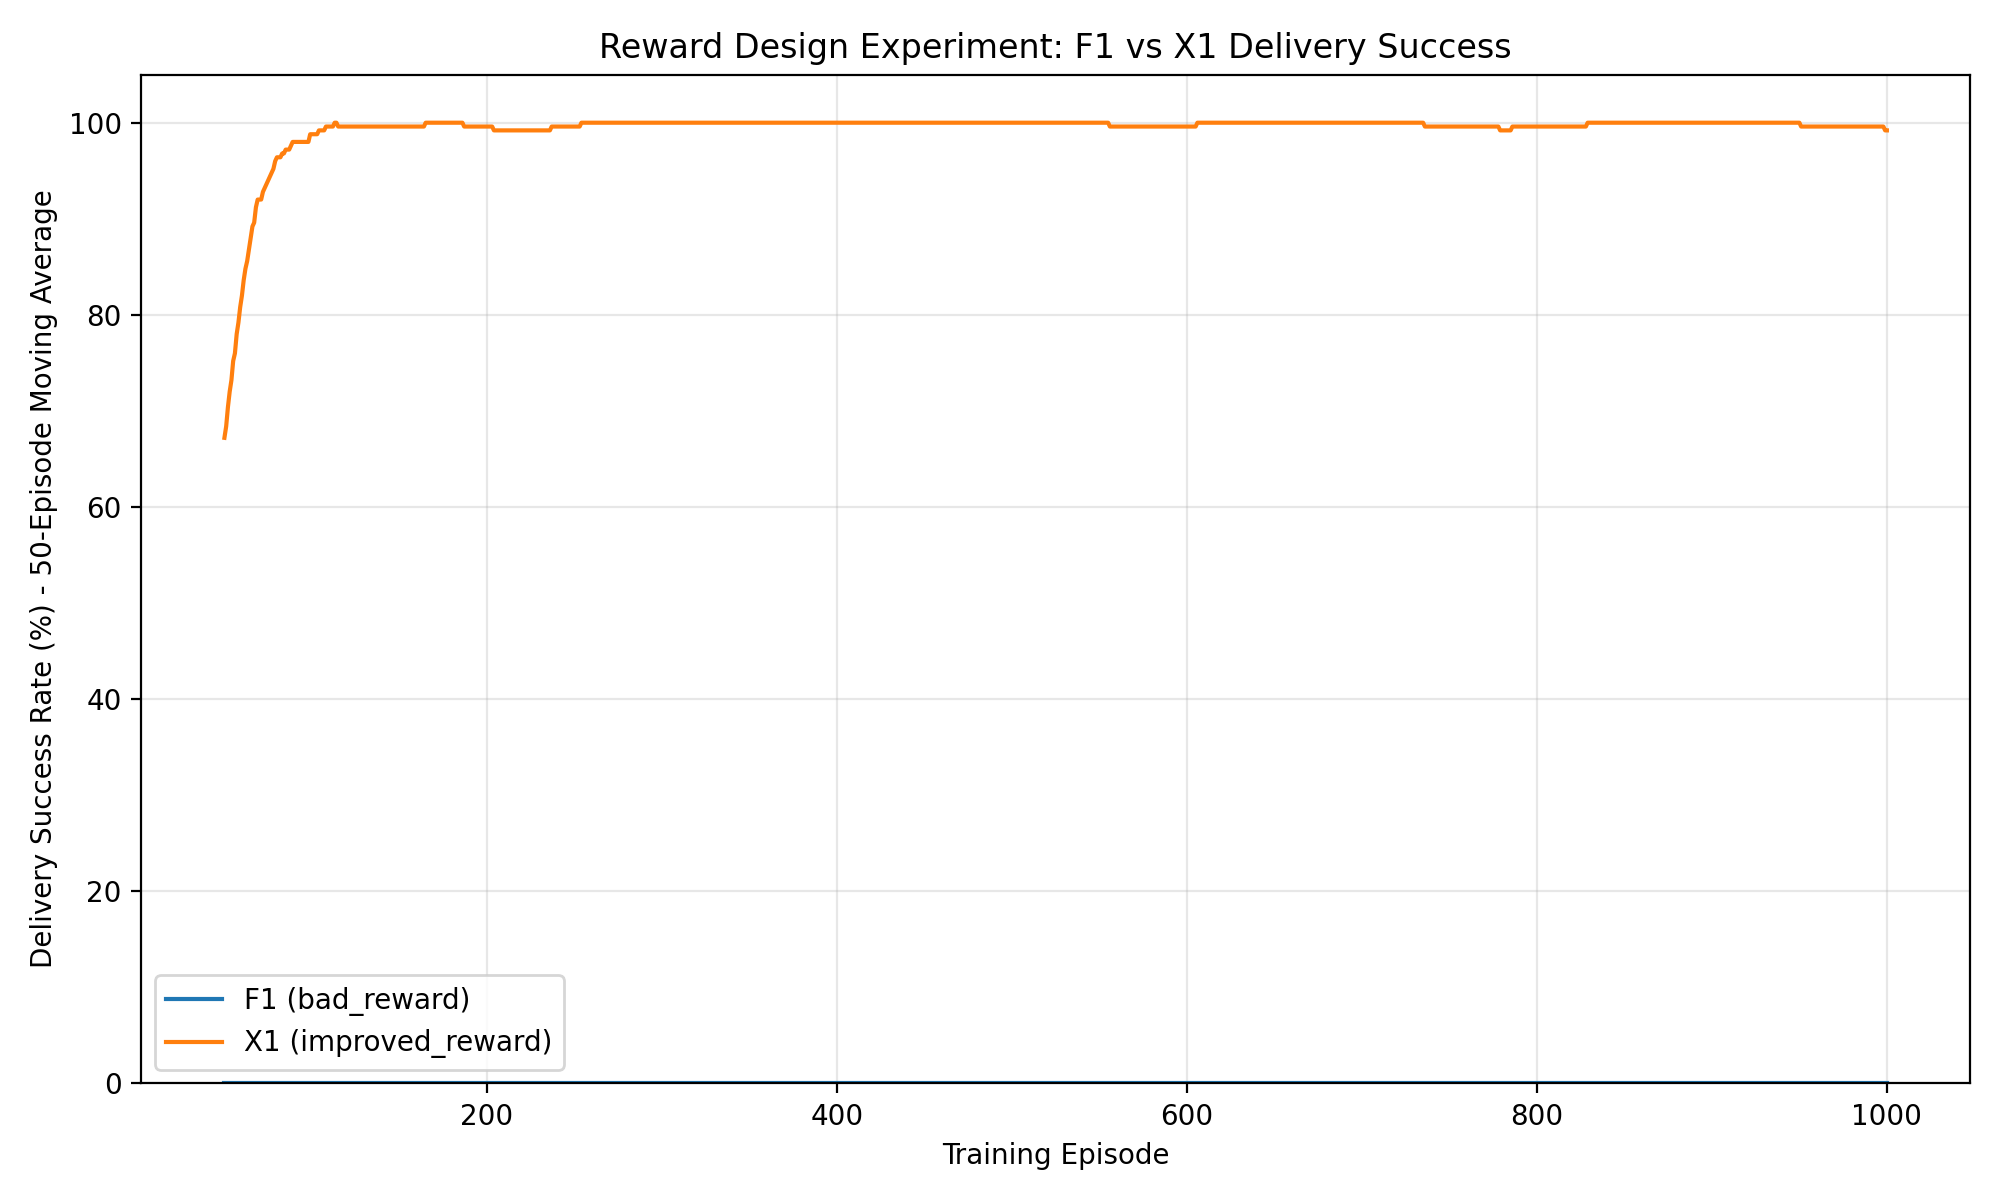 Reward Design Experiment: F1 vs X1 Delivery Success
Delivery Success Rate (%) - 50-Episode Moving Average
100
80
60
40
20
0
F1 (bad_reward)
X1 (improved_reward)
200 400 600 800 1000
Training Episode